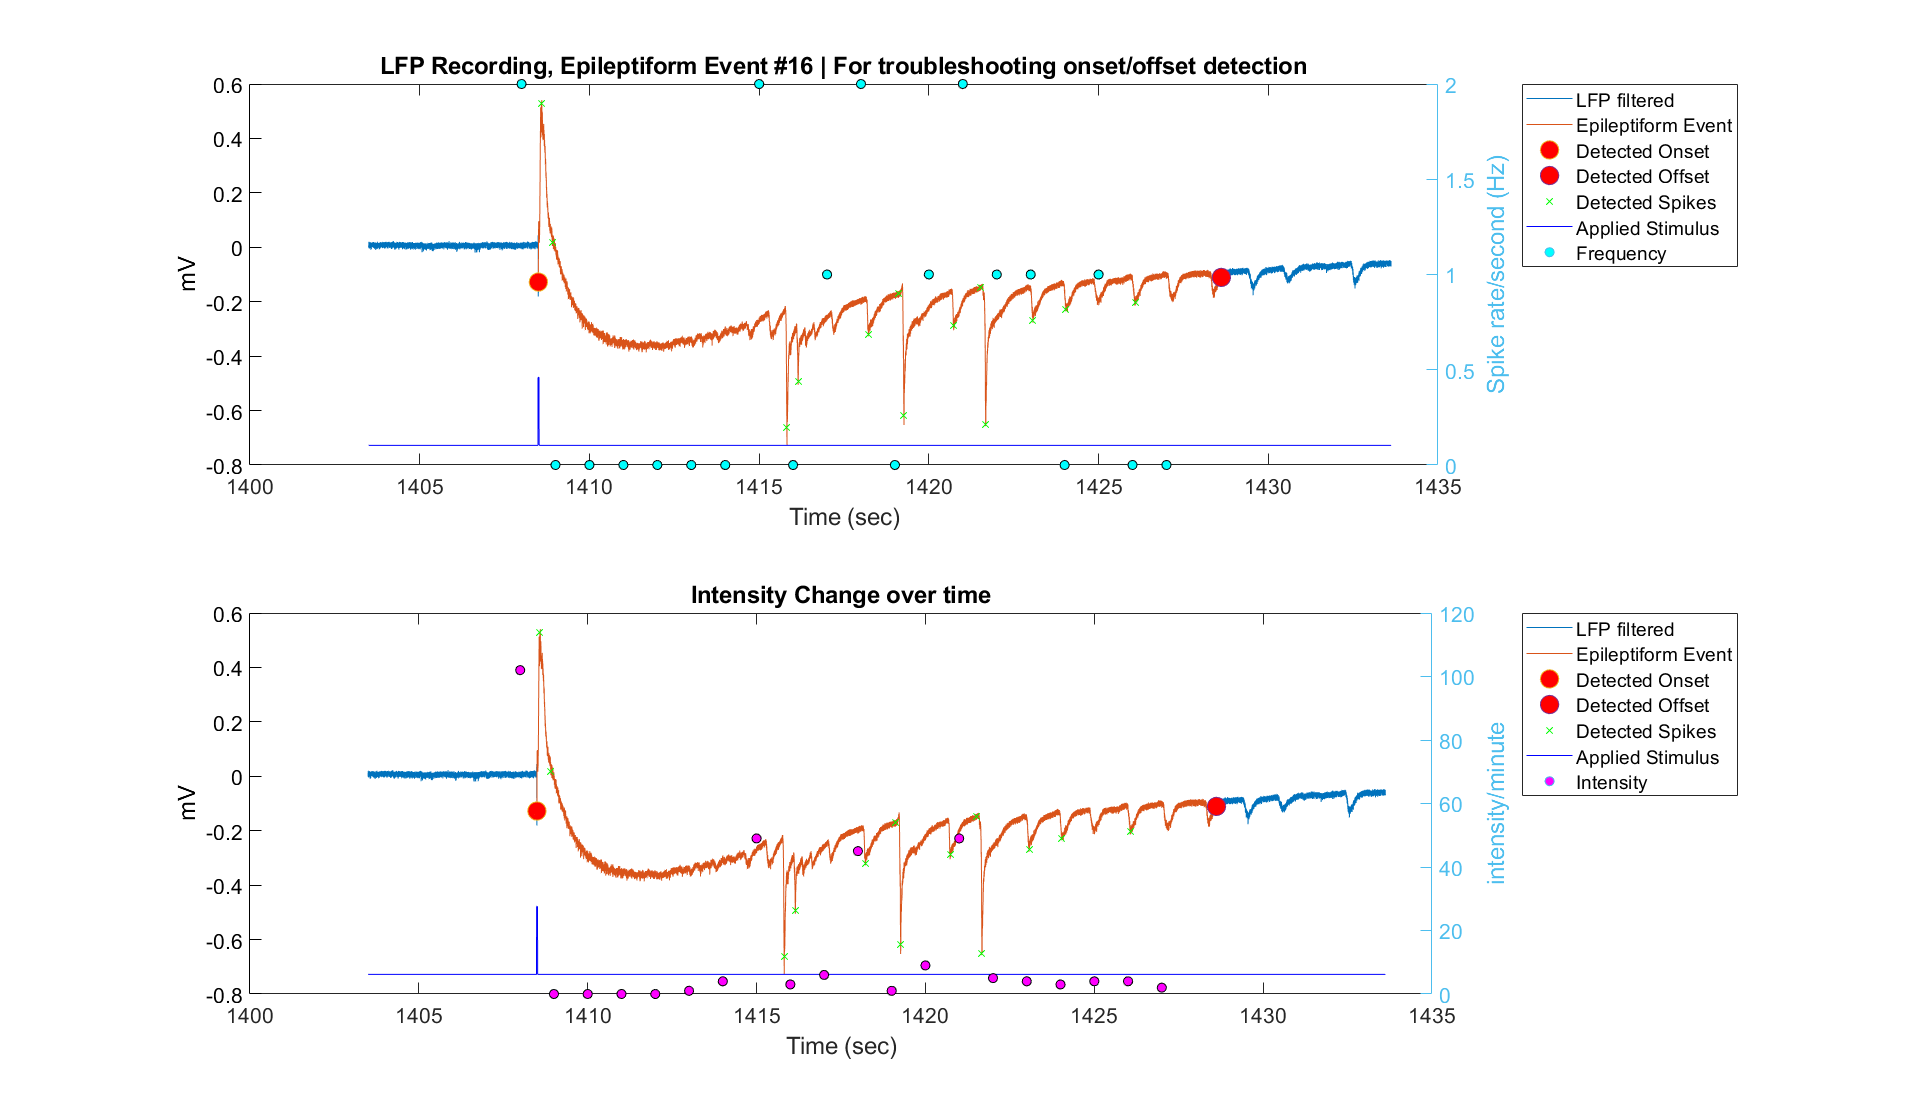 LFP Recording, Epileptiform Event #16 | For troubleshooting onset/offset detection
0.6
0.4
0.2
0
-0.2
-0.4
-0.6
-0.8
mV
1400
1405
1410
1415
1420
1425
1430
1435
Time (sec)
2
1.5
1
0.5
0
Spike rate/second (Hz)
LFP filtered
Epileptiform Event
Detected Onset
Detected Offset
Detected Spikes
Applied Stimulus
Frequency
Intensity Change over time
0.6
0.4
0.2
0
-0.2
-0.4
-0.6
-0.8
mV
1400
1405
1410
1415
1420
1425
1430
1435
Time (sec)
120
100
80
60
40
20
0
intensity/minute
LFP filtered
Epileptiform Event
Detected Onset
Detected Offset
Detected Spikes
Applied Stimulus
Intensity